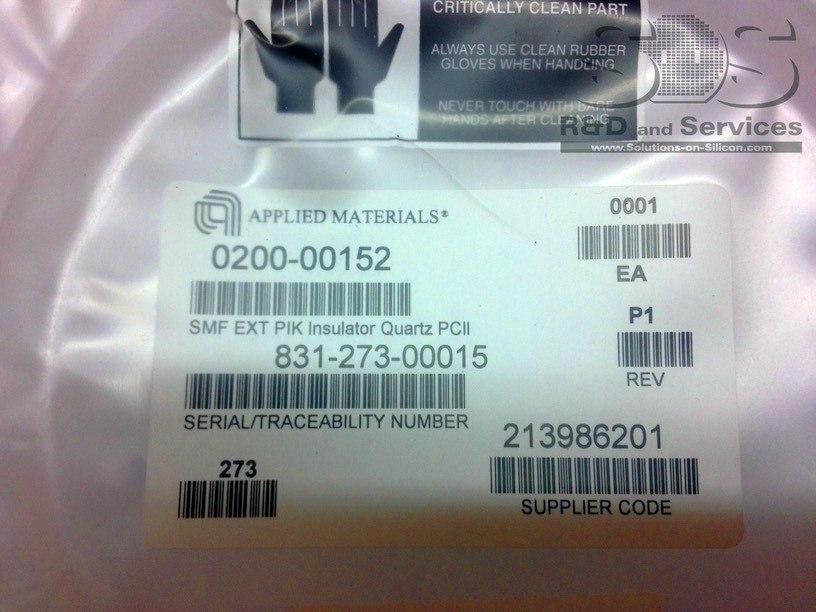 CRITICALLY CLEAN PART
ALWAYS USE CLEAN RUBBER
GLOVES WHEN HANDLING
NEVER TOUCH WITH BARE
HANDS AFTER CLEANING
SDS
R&D and Services
www.Solutions-on-Silicon.com
APPLIED MATERIALS®
0200-00152
SMF EXT PIK Insulator Quartz PCII
831-273-00015
SERIAL/TRACEABILITY NUMBER
273
0001
EA
P1
REV
213986201
SUPPLIER CODE